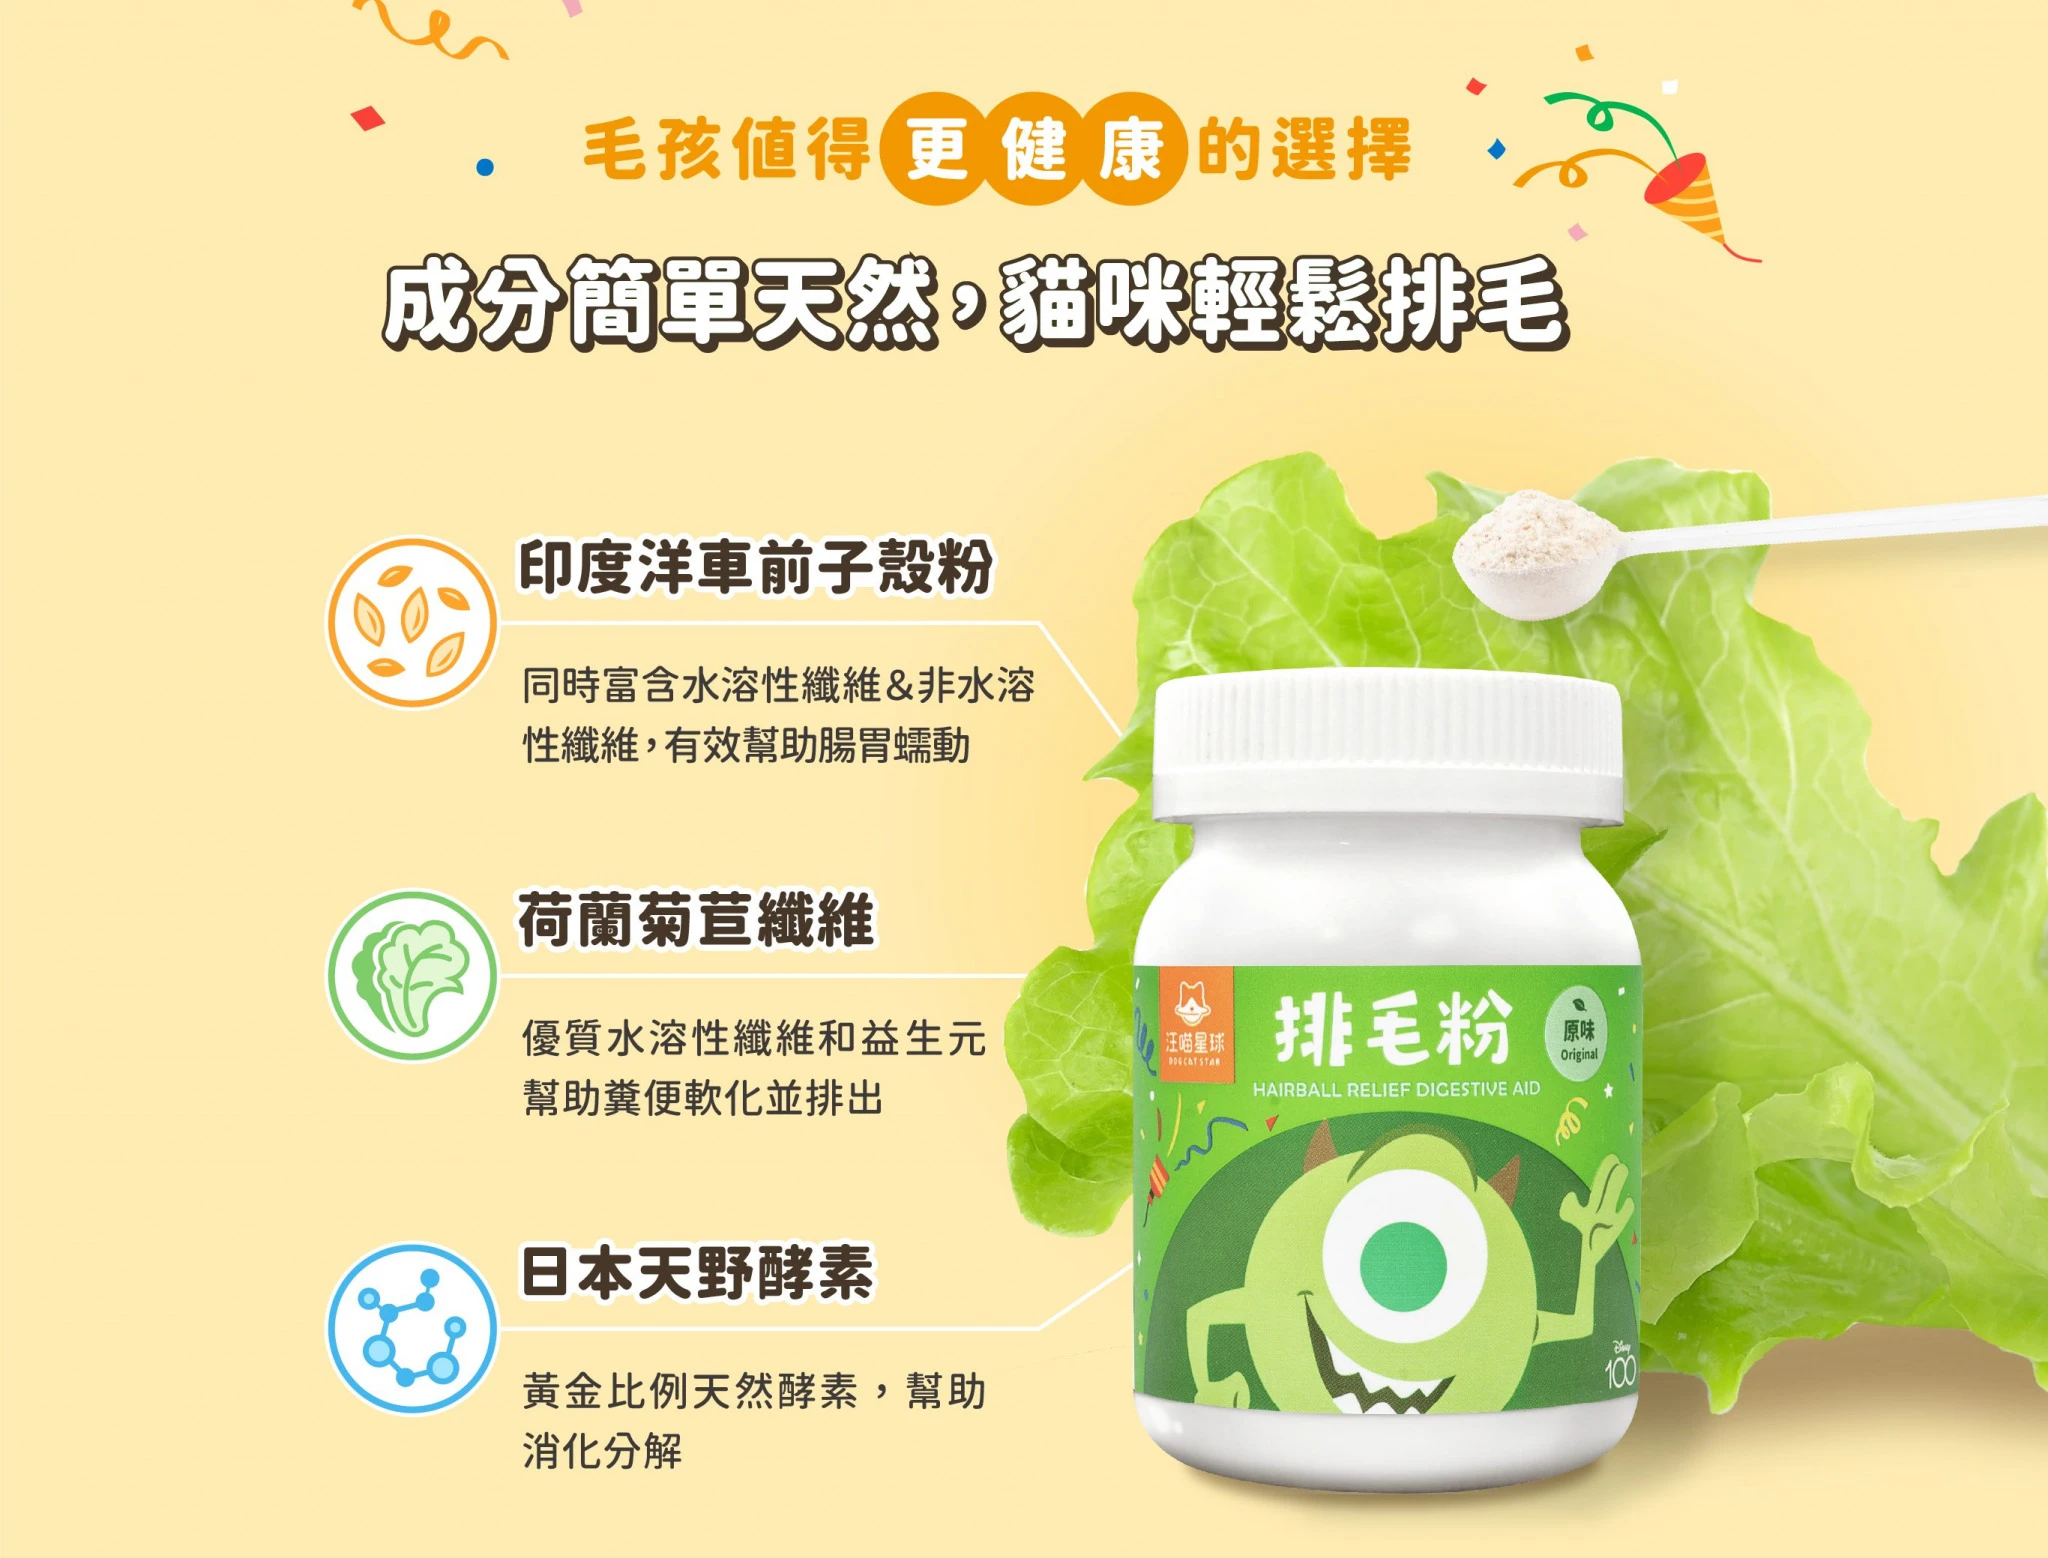 毛孩值得更健康的選擇
成分簡單天然，貓咪輕鬆排毛
印度洋車前子殼粉
同時富含水溶性纖維&非水溶
性纖維，有效幫助腸胃蠕動
荷蘭菊苣纖維
優質水溶性纖維和益生元
幫助糞便軟化並排出
日本天野酵素
黃金比例天然酵素，幫助
消化分解
汪喵星球
DOG CAT STAR
排毛粉
原味
Original
HAIRBALL RELIEF DIGESTIVE AID
Disney
100